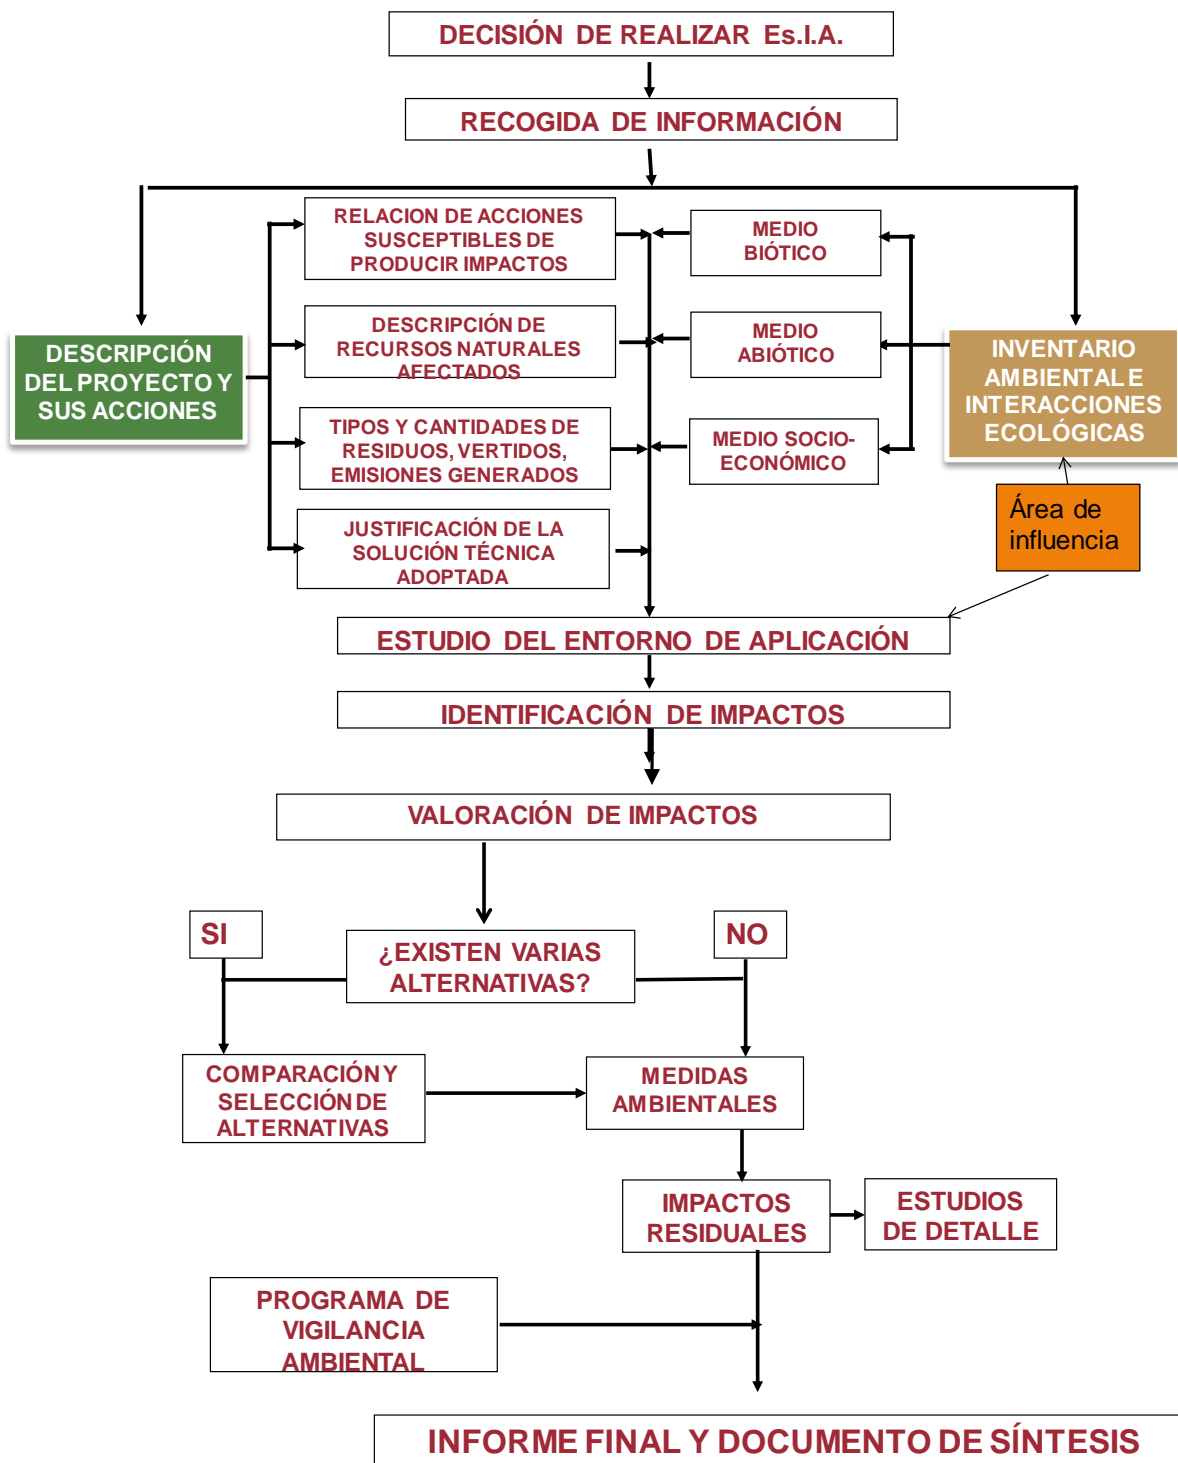 DECISIÓN DE REALIZAR Es.I.A.
RECOGIDA DE INFORMACIÓN
RELACION DE ACCIONES
SUSCEPTIBLES DE
PRODUCIR IMPACTOS
MEDIO
BIÓTICO
DESCRIPCIÓN
DEL PROYECTO Y
SUS ACCIONES
DESCRIPCIÓN DE
RECURSOS NATURALES
AFECTADOS
MEDIO
ABIÓTICO
INVENTARIO
AMBIENTAL E
INTERACCIONES
ECOLÓGICAS
TIPOS Y CANTIDADES DE
RESIDUOS, VERTIDOS,
EMISIONES GENERADOS
MEDIO SOCIO-
ECONÓMICO
Área de
influencia
JUSTIFICACIÓN DE LA
SOLUCIÓN TÉCNICA
ADOPTADA
ESTUDIO DEL ENTORNO DE APLICACIÓN
IDENTIFICACIÓN DE IMPACTOS
VALORACIÓN DE IMPACTOS
SI
NO
¿EXISTEN VARIAS
ALTERNATIVAS?
COMPARACIÓN Y
SELECCIÓN DE
ALTERNATIVAS
MEDIDAS
AMBIENTALES
IMPACTOS
RESIDUALES
ESTUDIOS
DE DETALLE
PROGRAMA DE
VIGILANCIA
AMBIENTAL
INFORME FINAL Y DOCUMENTO DE SÍNTESIS